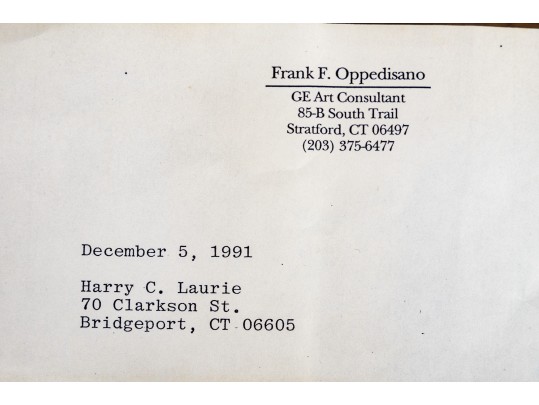 Frank F. Oppedisano
GE Art Consultant
85-B South Trail
Stratford, CT 06497
(203) 375-6477
December 5, 1991
Harry C. Laurie
70 Clarkson St.
Bridgeport, CT 06605